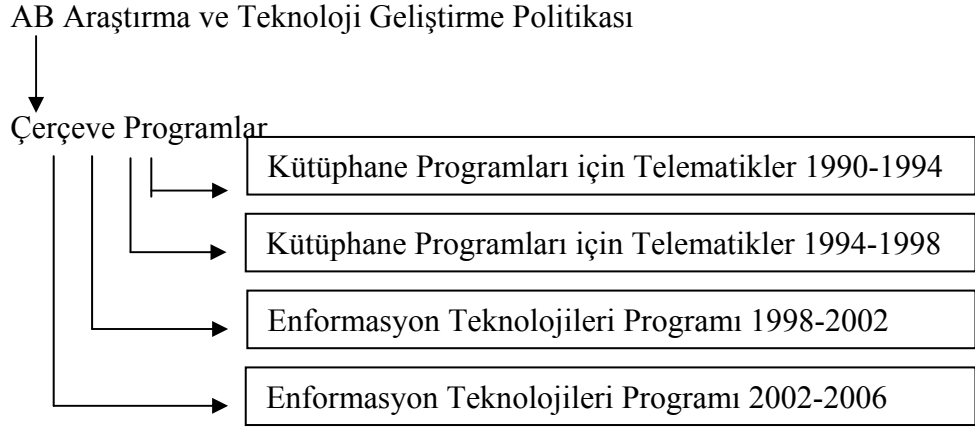 AB Araştırma ve Teknoloji Geliştirme Politikası
Çerçeve Programlar
Kütüphane Programları için Telematikler 1990-1994
Kütüphane Programları için Telematikler 1994-1998
Enformasyon Teknolojileri Programı 1998-2002
Enformasyon Teknolojileri Programı 2002-2006